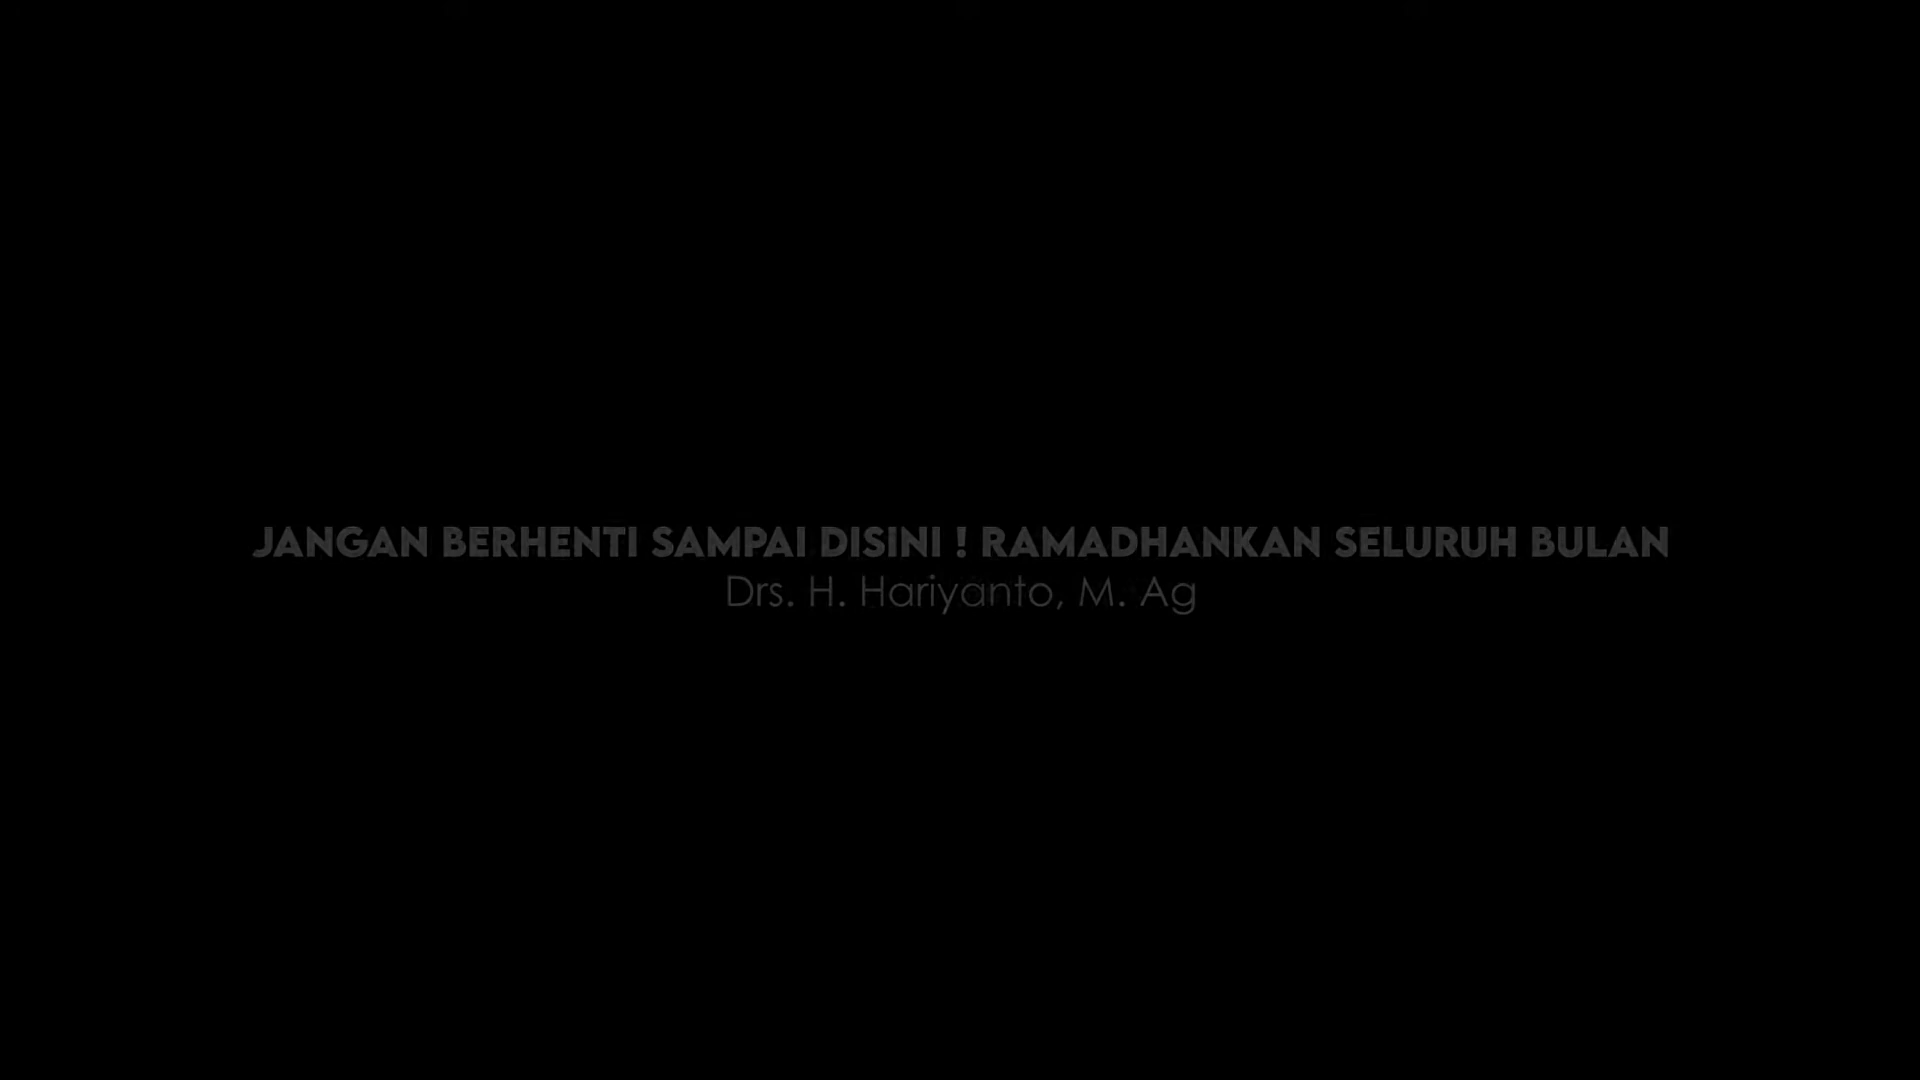 JANGAN BERHENTI SAMPAI DISINI ! RAMADHANKAN SELURUH BULAN
Drs. H. Hariyanto, M. Ag